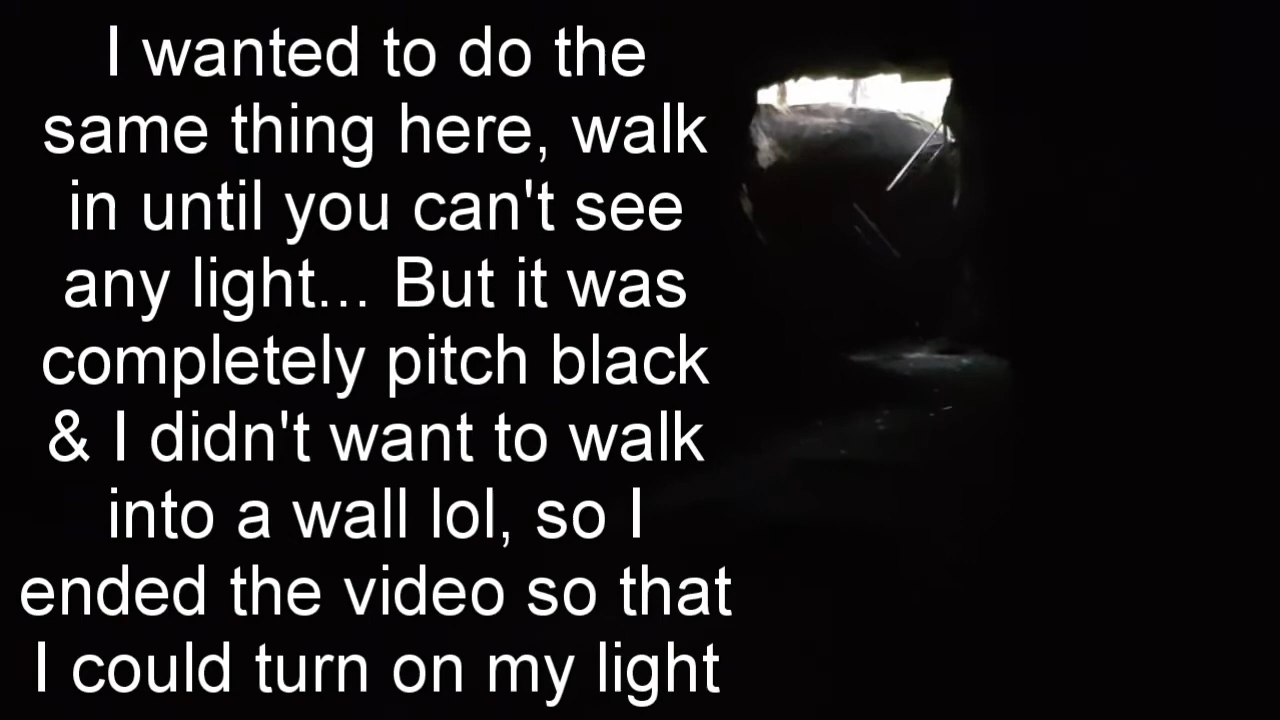 I wanted to do the
same thing here, walk
in until you can't see
any light... But it was
completely pitch black
& I didn't want to walk
into a wall lol, so I
ended the video so that
I could turn on my light